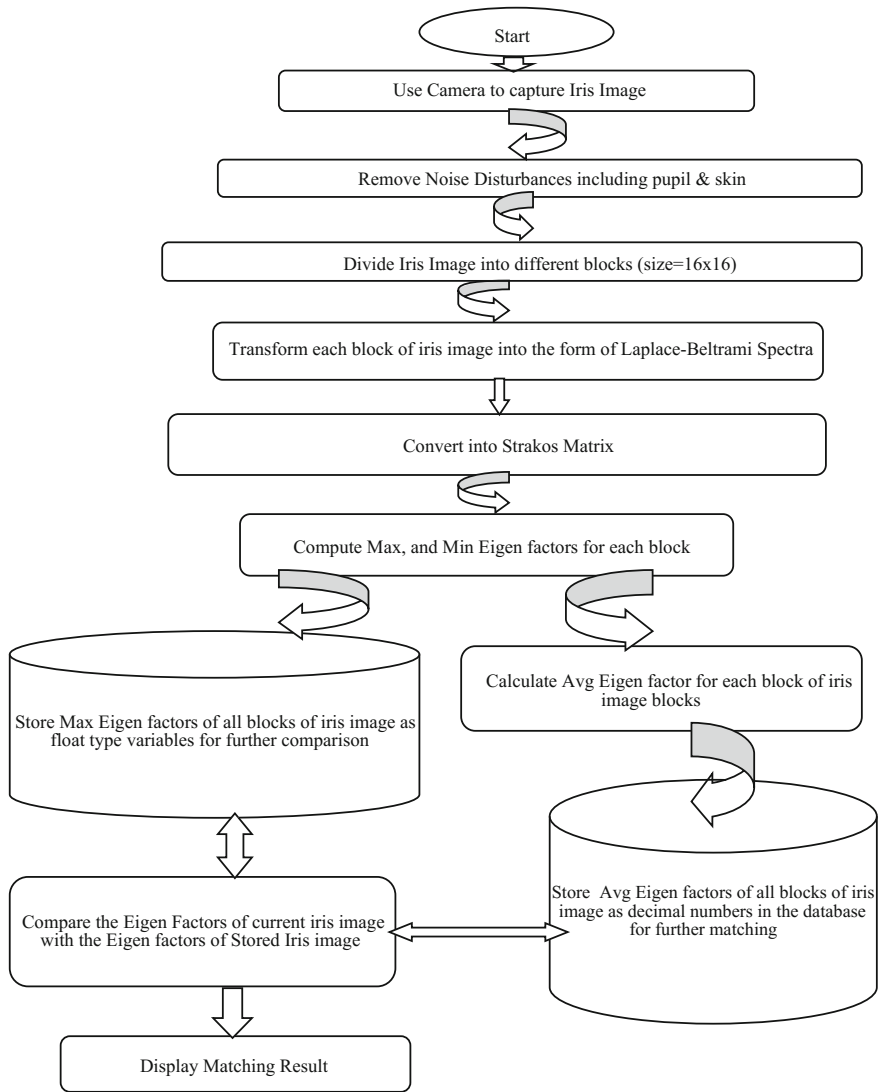 Start
Use Camera to capture Iris Image
Remove Noise Disturbances including pupil & skin
Divide Iris Image into different blocks (size=16x16)
Transform each block of iris image into the form of Laplace-Beltrami Spectra
Convert into Strakos Matrix
Compute Max, and Min Eigen factors for each block
Calculate Avg Eigen factor for each block of iris
image blocks
Store Max Eigen factors of all blocks of iris image as
float type variables for further comparison
Store Avg Eigen factors of all blocks of iris
image as decimal numbers in the database
for further matching
Compare the Eigen Factors of current iris image
with the Eigen factors of Stored Iris image
Display Matching Result